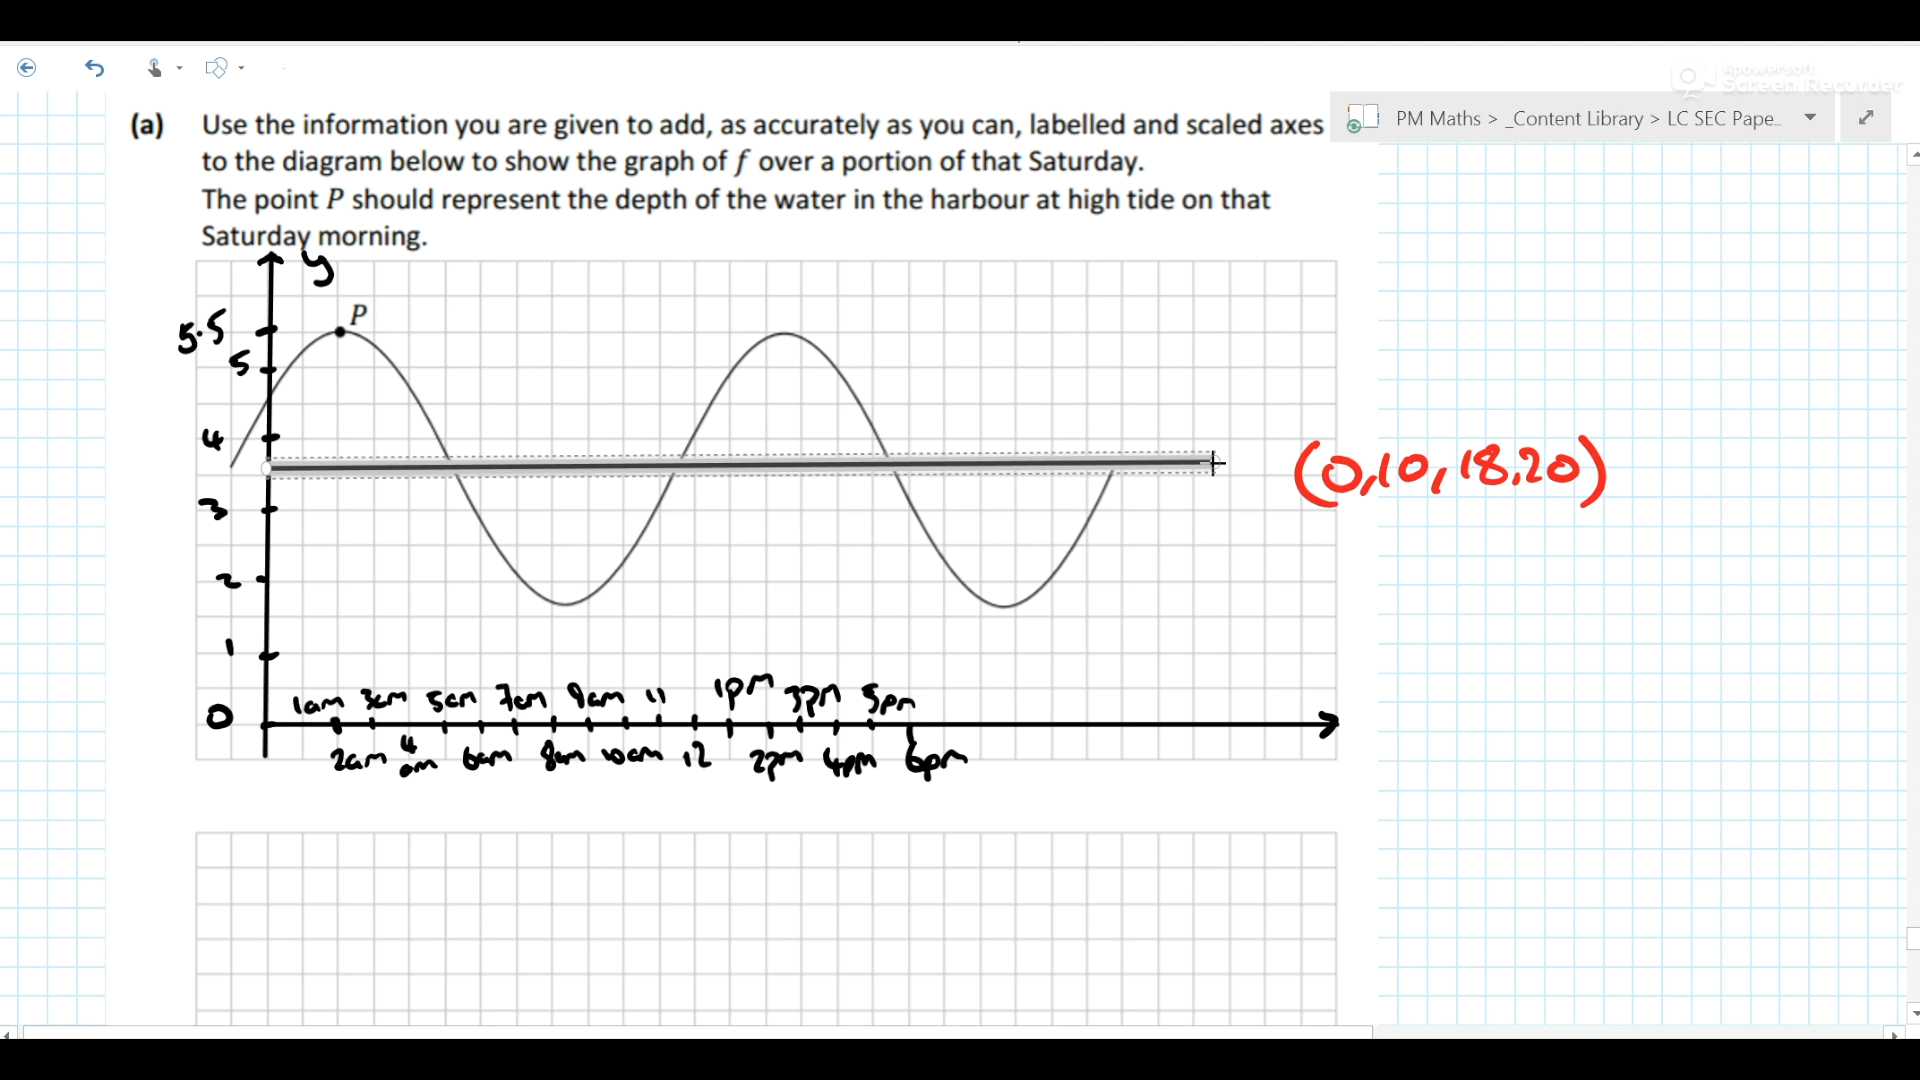 Apowersoft
Screen Recorder
PM Maths > _Content Library > LC SEC Pape...
(a) Use the information you are given to add, as accurately as you can, labelled and scaled axes
to the diagram below to show the graph of f over a portion of that Saturday.
The point P should represent the depth of the water in the harbour at high tide on that
Saturday morning.
y
P
5.5
5
4
(0,10,18,20)
3
2
1
1am 3am 5am 7am 9am 11 1pm 3pm 5pm
0
2am 4am 6am 8am 10am 12 2pm 4pm 6pm